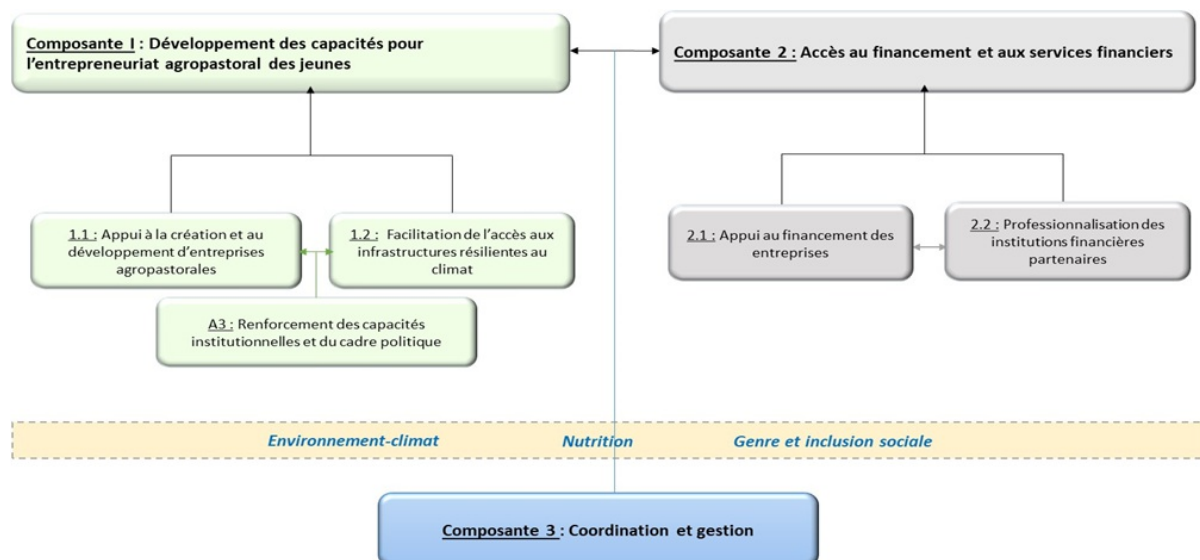 Composante I : Développement des capacités pour
l’entrepreneuriat agropastoral des jeunes
Composante 2 : Accès au financement et aux services financiers
1.1 : Appui à la création et au
développement d’entreprises
agropastorales
1.2 : Facilitation de l’accès aux
infrastructures résilientes au
climat
A3 : Renforcement des capacités
institutionnelles et du cadre politique
2.1 : Appui au financement des
entreprises
2.2 : Professionnalisation des
institutions financières
partenaires
Environnement-climat
Nutrition
Genre et inclusion sociale
Composante 3 : Coordination et gestion